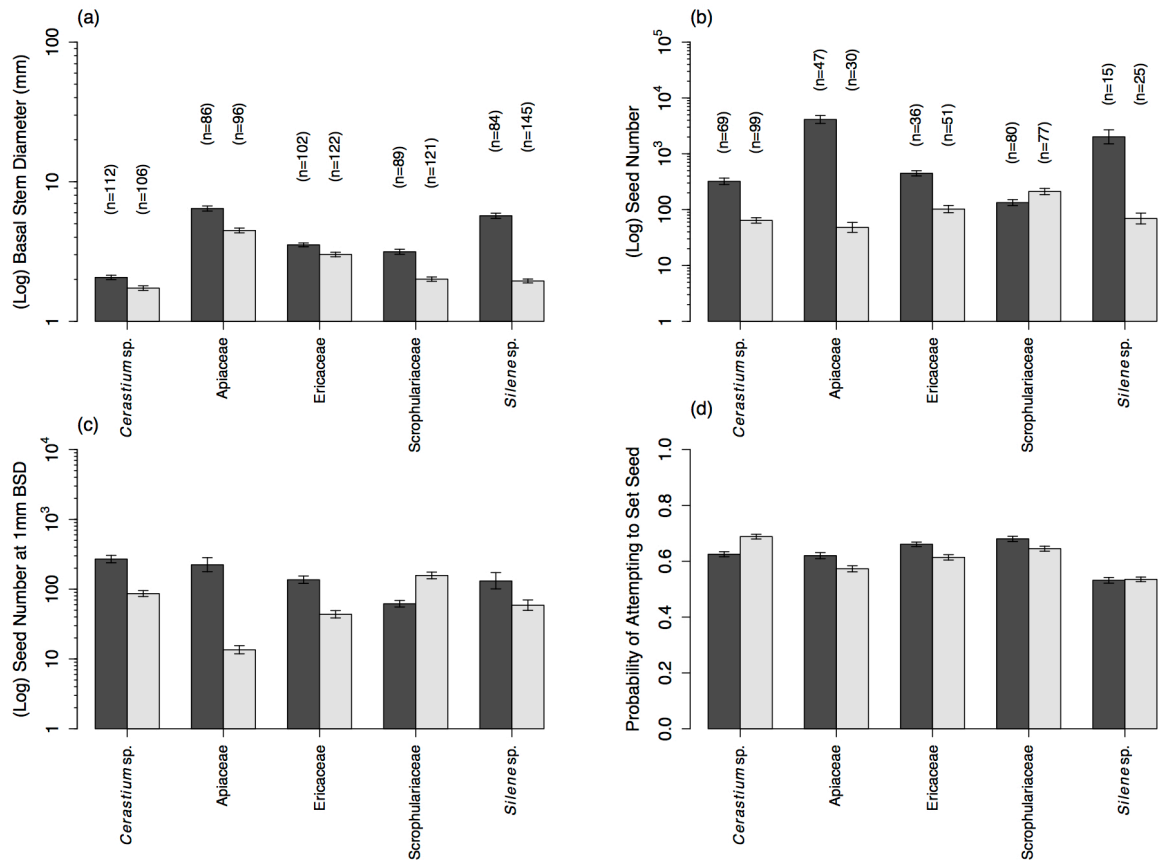 (a)
(Log) Basal Stem Diameter (mm)
100
10
1
(n=112)
(n=106)
(n=86)
(n=96)
(n=102)
(n=122)
(n=89)
(n=121)
(n=84)
(n=145)
Cerastium sp.
Apiaceae
Ericaceae
Scrophulariaceae
Silene sp.
(b)
(Log) Seed Number
10^5
10^4
10^3
100
10
1
(n=69)
(n=99)
(n=47)
(n=30)
(n=36)
(n=51)
(n=80)
(n=77)
(n=15)
(n=25)
Cerastium sp.
Apiaceae
Ericaceae
Scrophulariaceae
Silene sp.
(c)
(Log) Seed Number at 1mm BSD
10^4
10^3
100
10
1
Cerastium sp.
Apiaceae
Ericaceae
Scrophulariaceae
Silene sp.
(d)
Probability of Attempting to Set Seed
1.0
0.8
0.6
0.4
0.2
0.0
Cerastium sp.
Apiaceae
Ericaceae
Scrophulariaceae
Silene sp.